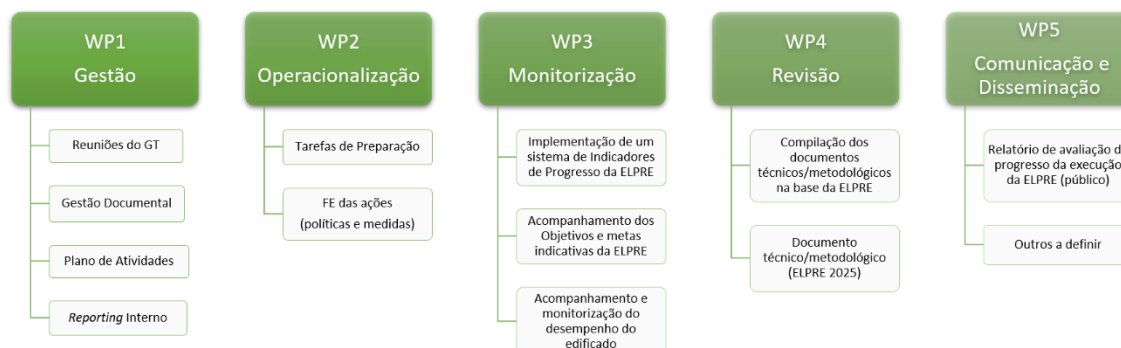 WP1
Gestão
Reuniões do GT
Gestão Documental
Plano de Atividades
Reporting Interno
WP2
Operacionalização
Tarefas de Preparação
FE das ações
(políticas e medidas)
WP3
Monitorização
Implementação de um
sistema de Indicadores
de Progresso da ELPRE
Acompanhamento dos
Objetivos e metas
indicativas da ELPRE
Acompanhamento e
monitorização do
desempenho do
edificado
WP4
Revisão
Compilação dos
documentos
técnicos/metodológicos
na base da ELPRE
Documento
técnico/metodológico
(ELPRE 2025)
WP5
Comunicação e
Disseminação
Relatório de avaliação d
progresso da execução
da ELPRE (público)
Outros a definir